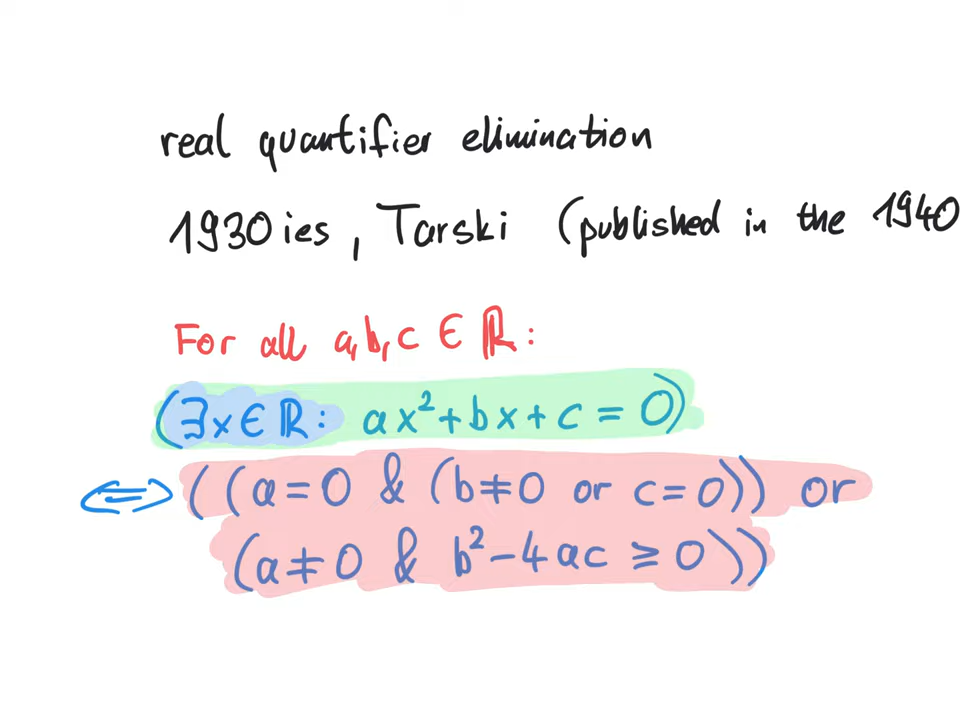 real quantifier elimination
1930ies, Tarski (published in the 1940
For all a,b,c ∈ ℝ:
(∃x∈ℝ: ax²+bx+c=0)
⇔ ((a=0 & (b≠0 or c=0)) or
(a≠0 & b²-4ac ≥ 0))